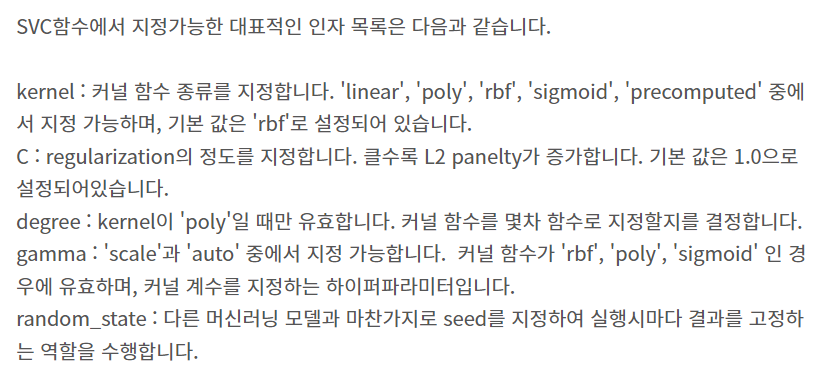 SVC함수에서 지정가능한 대표적인 인자 목록은 다음과 같습니다.
kernel : 커널 함수 종류를 지정합니다. 'linear', 'poly', 'rbf', 'sigmoid', 'precomputed' 중에
서 지정 가능하며, 기본 값은 'rbf'로 설정되어 있습니다.
C : regularization의 정도를 지정합니다. 클수록 L2 panelty가 증가합니다. 기본 값은 1.0으로
설정되어있습니다.
degree : kernel이 'poly'일 때만 유효합니다. 커널 함수를 몇차 함수로 지정할지를 결정합니다.
gamma : 'scale'과 'auto' 중에서 지정 가능합니다.  커널 함수가 'rbf', 'poly', 'sigmoid' 인 경
우에 유효하며, 커널 계수를 지정하는 하이퍼파라미터입니다.
random_state : 다른 머신러닝 모델과 마찬가지로 seed를 지정하여 실행시마다 결과를 고정하
는 역할을 수행합니다.